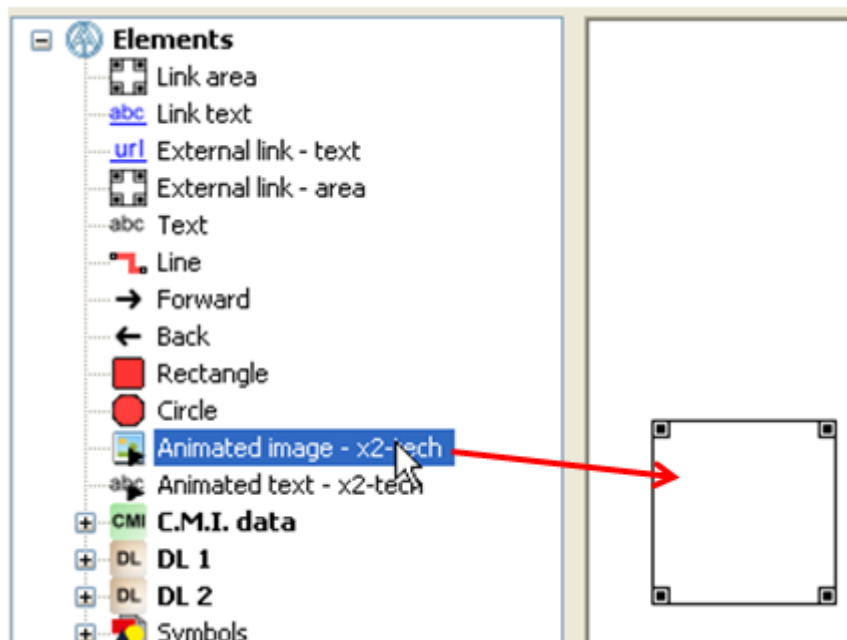 Elements
Link area
abc Link text
url External link - text
External link - area
abc Text
Line
Forward
Back
Rectangle
Circle
Animated image - x2-tech
abc Animated text - x2-tech
CMI C.M.I. data
DL DL 1
DL DL 2
Symbols